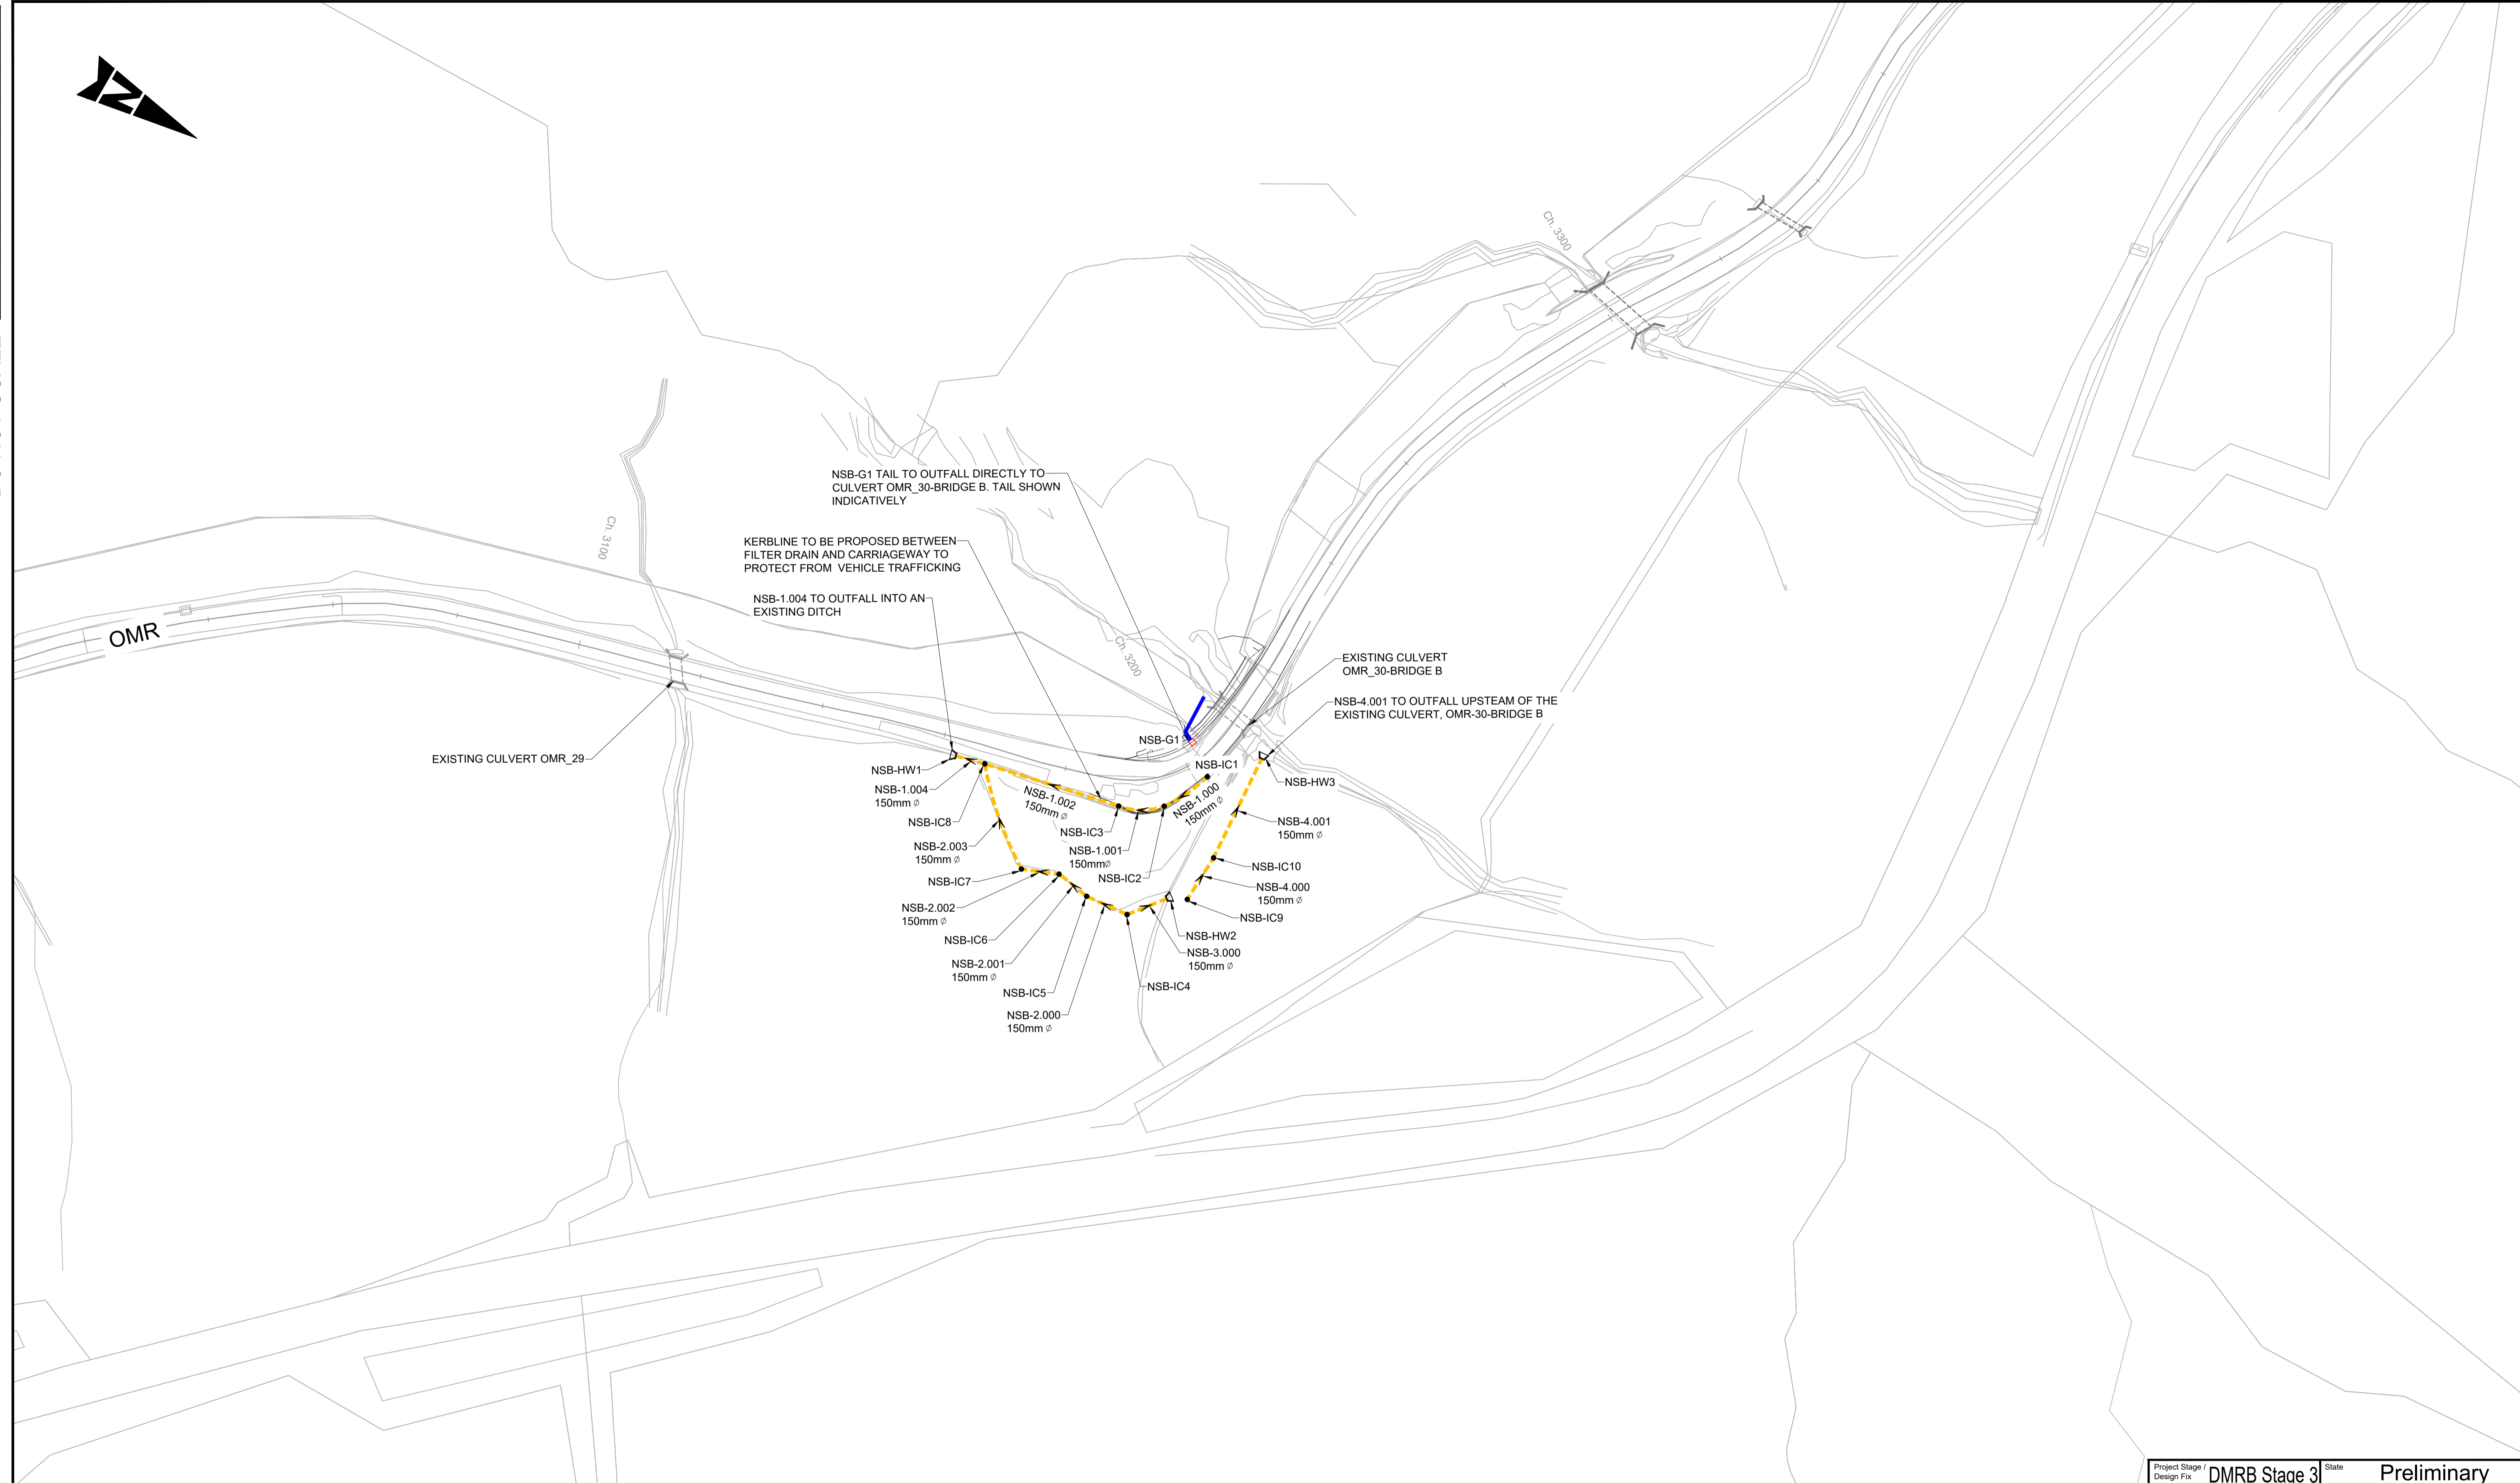 N
Ch. 3300
NSB-G1 TAIL TO OUTFALL DIRECTLY TO
CULVERT OMR_30-BRIDGE B. TAIL SHOWN
INDICATIVELY
Ch. 3100
KERBLINE TO BE PROPOSED BETWEEN
FILTER DRAIN AND CARRIAGEWAY TO
PROTECT FROM VEHICLE TRAFFICKING
NSB-1.004 TO OUTFALL INTO AN
EXISTING DITCH
OMR
Ch. 3200
EXISTING CULVERT
OMR_30-BRIDGE B
NSB-4.001 TO OUTFALL UPSTEAM OF THE
EXISTING CULVERT, OMR-30-BRIDGE B
NSB-G1
EXISTING CULVERT OMR_29
NSB-IC1
NSB-HW1
NSB-HW3
NSB-1.004
150mm Ø
NSB-1.002
150mm Ø
NSB-1.000
150mm Ø
NSB-IC8
NSB-4.001
150mm Ø
NSB-IC3
NSB-2.003
150mm Ø
NSB-1.001
150mmØ
NSB-IC10
NSB-IC7
NSB-IC2
NSB-4.000
150mm Ø
NSB-2.002
150mm Ø
NSB-IC9
NSB-IC6
NSB-HW2
NSB-3.000
150mm Ø
NSB-2.001
150mm Ø
NSB-IC4
NSB-IC5
NSB-2.000
150mm Ø
Project Stage /
Design Fix
DMRB Stage 3
State
Preliminary